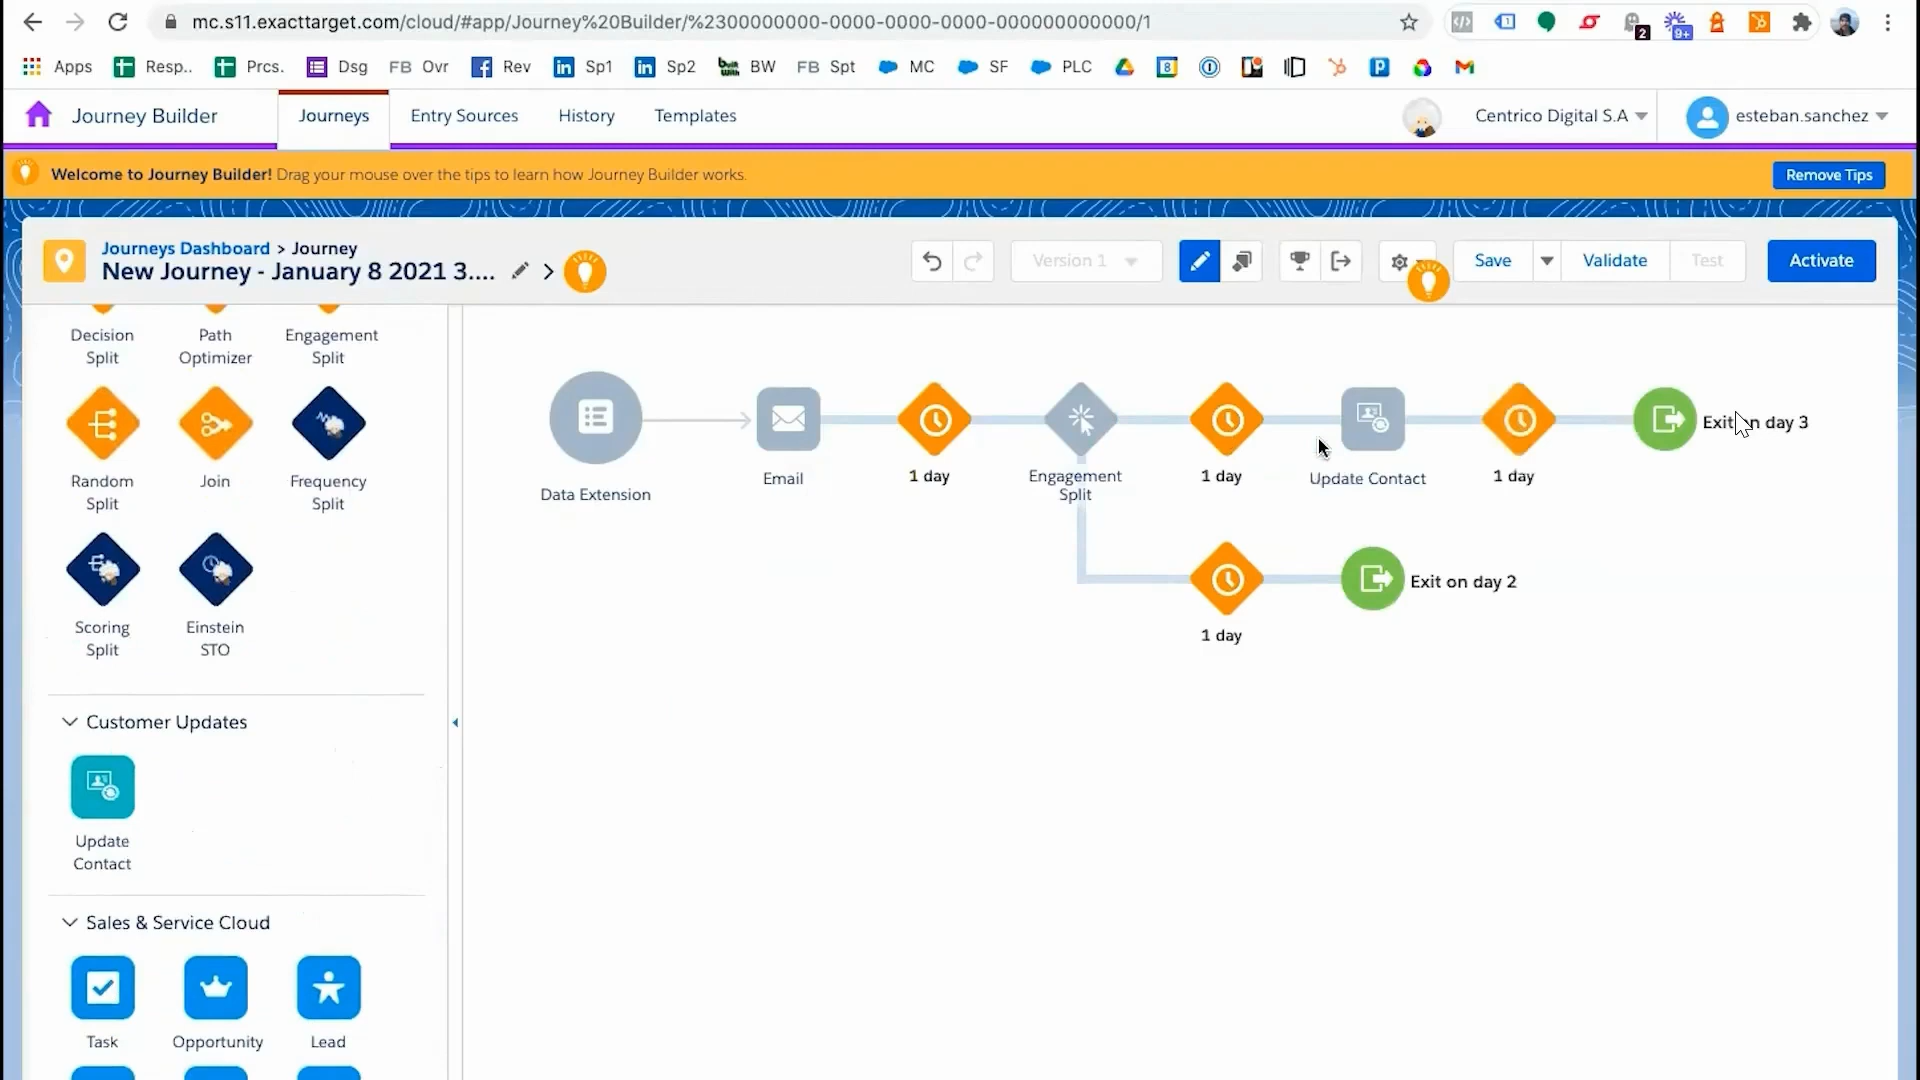 mc.s11.exacttarget.com/cloud/#app/Journey%20Builder/%2300000000-0000-0000-0000-000000000000/1
2
9+
Apps
Resp..
Prcs.
Dsg
FB Ovr
Rev
Sp1
Sp2
BW
FB Spt
MC
SF
PLC
8
Journey Builder
Journeys
Entry Sources
History
Templates
Centrico Digital S.A
esteban.sanchez
Welcome to Journey Builder! Drag your mouse over the tips to learn how Journey Builder works.
Remove Tips
Journeys Dashboard > Journey
New Journey - January 8 2021 3....
Version 1
Save
Validate
Test
Activate
Decision
Split
Path
Optimizer
Engagement
Split
Random
Split
Join
Frequency
Split
Scoring
Split
Einstein
STO
Customer Updates
Update
Contact
Sales & Service Cloud
Task
Opportunity
Lead
Data Extension
Email
1 day
Engagement
Split
1 day
Update Contact
1 day
Exit on day 3
1 day
Exit on day 2